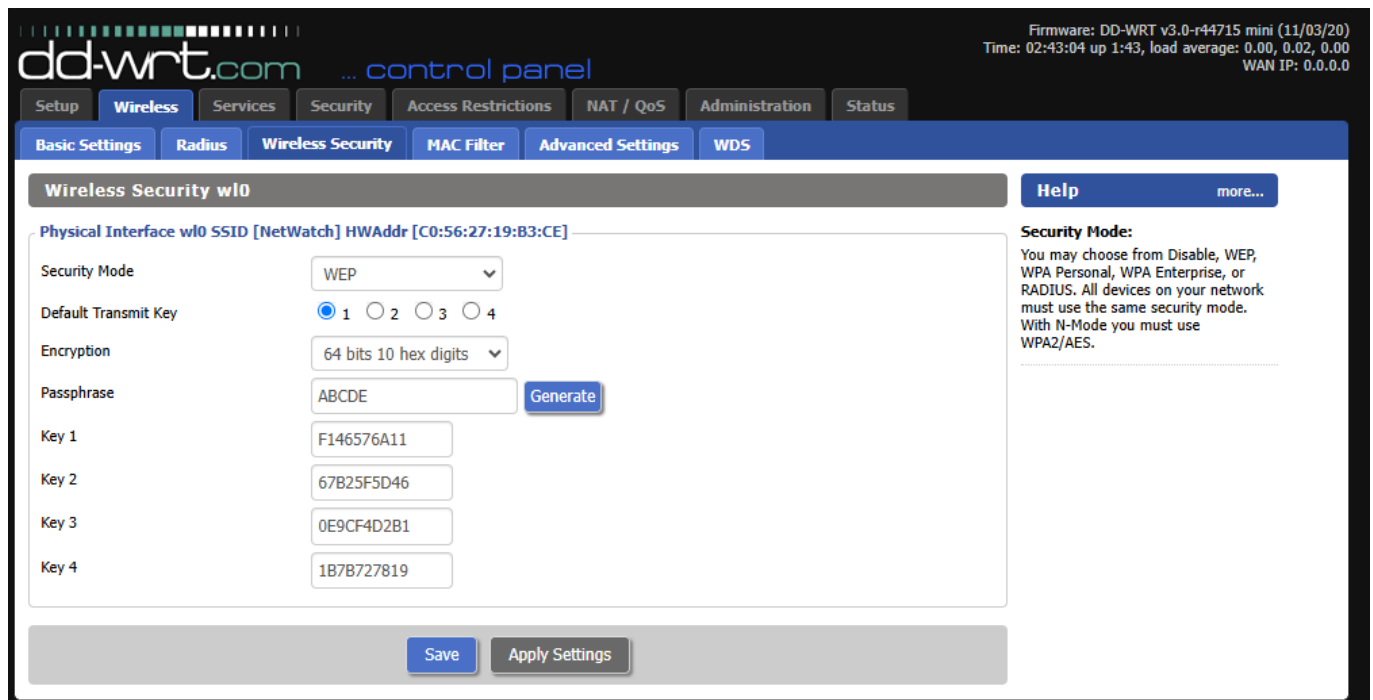 Firmware: DD-WRT v3.0-r44715 mini (11/03/20)
Time: 02:43:04 up 1:43, load average: 0.00, 0.02, 0.00
WAN IP: 0.0.0.0
dd-wrt.com ... control panel
Setup Wireless Services Security Access Restrictions NAT / QoS Administration Status
Basic Settings Radius Wireless Security MAC Filter Advanced Settings WDS
Wireless Security wl0
Physical Interface wl0 SSID [NetWatch] HWAddr [C0:56:27:19:B3:CE]
Security Mode WEP
Default Transmit Key 1 2 3 4
Encryption 64 bits 10 hex digits
Passphrase ABCDE Generate
Key 1 F146576A11
Key 2 67B25F5D46
Key 3 0E9CF4D2B1
Key 4 1B7B727819
Save Apply Settings
Help more...
Security Mode:
You may choose from Disable, WEP,
WPA Personal, WPA Enterprise, or
RADIUS. All devices on your network
must use the same security mode.
With N-Mode you must use
WPA2/AES.